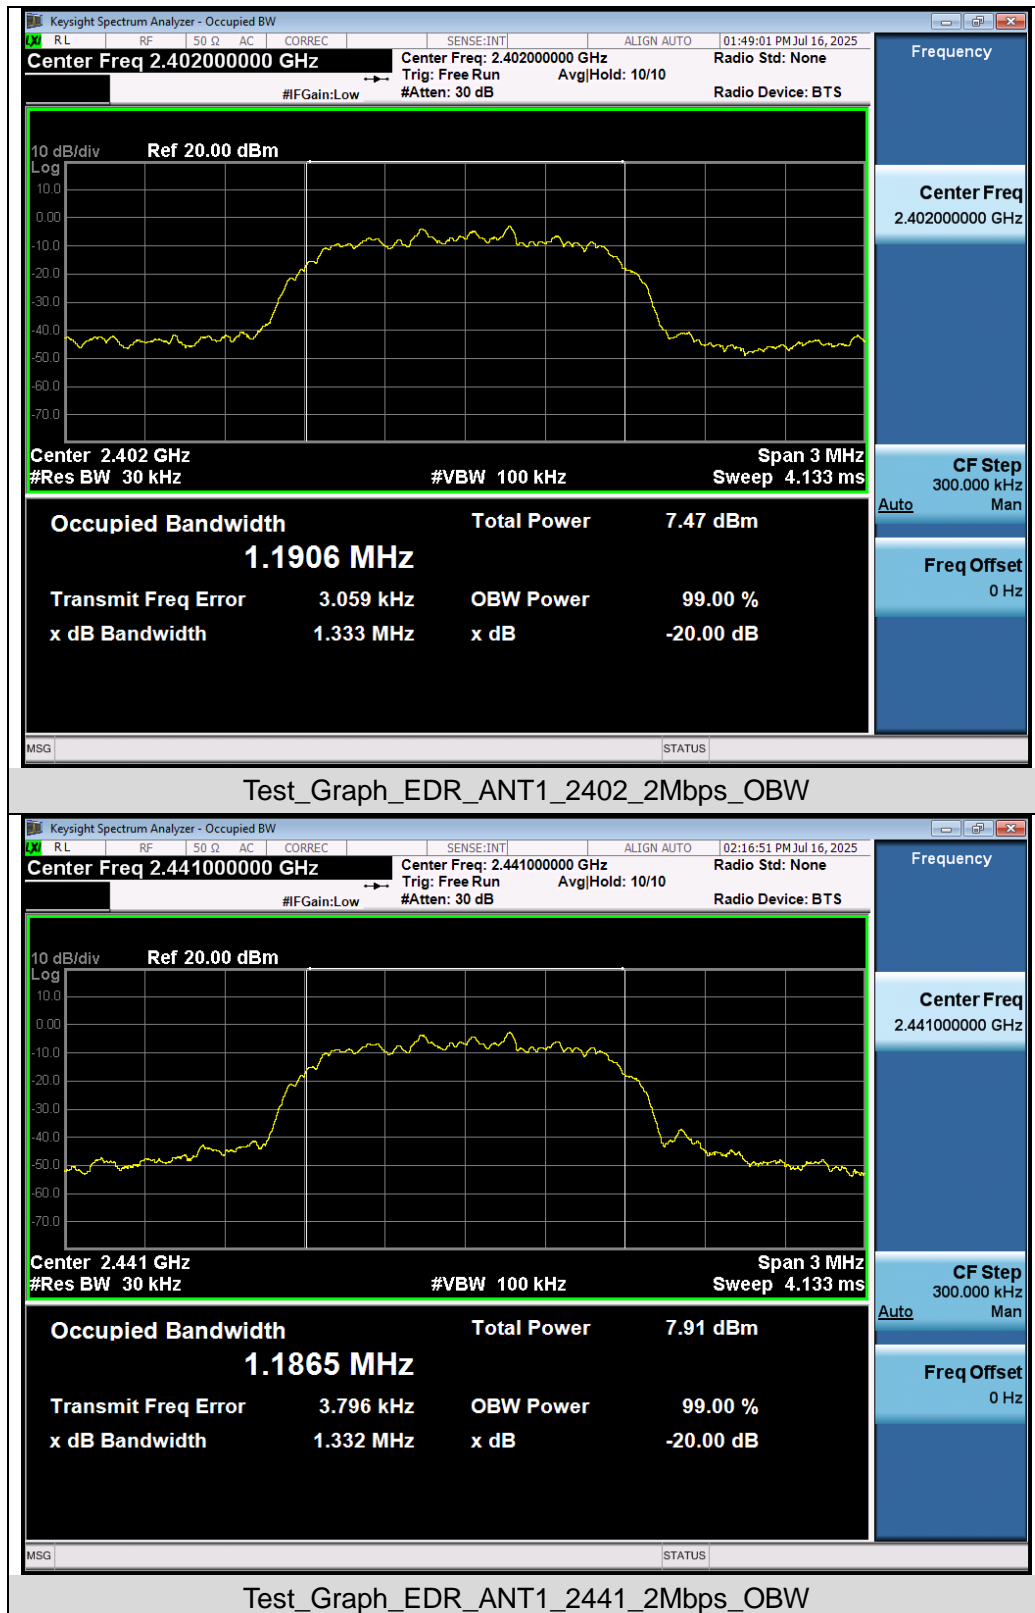 Keysight Spectrum Analyzer - Occupied BW
LXI RL RF 50 Ω AC CORREC SENSE:INT ALIGN AUTO 01:49:01 PM Jul 16, 2025
Center Freq 2.402000000 GHz
Center Freq: 2.402000000 GHz
Radio Std: None
Trig: Free Run Avg|Hold: 10/10
#IFGain:Low
#Atten: 30 dB
Radio Device: BTS
Frequency
10 dB/div Ref 20.00 dBm
Log
10.0
0.00
-10.0
-20.0
-30.0
-40.0
-50.0
-60.0
-70.0
Center 2.402 GHz Span 3 MHz
#Res BW 30 kHz #VBW 100 kHz Sweep 4.133 ms
Center Freq
2.402000000 GHz
CF Step
300.000 kHz
Auto Man
Freq Offset
0 Hz
Occupied Bandwidth Total Power 7.47 dBm
1.1906 MHz
Transmit Freq Error 3.059 kHz OBW Power 99.00 %
x dB Bandwidth 1.333 MHz x dB -20.00 dB
MSG STATUS
Test_Graph_EDR_ANT1_2402_2Mbps_OBW
Keysight Spectrum Analyzer - Occupied BW
LXI RL RF 50 Ω AC CORREC SENSE:INT ALIGN AUTO 02:16:51 PM Jul 16, 2025
Center Freq 2.441000000 GHz
Center Freq: 2.441000000 GHz
Radio Std: None
Trig: Free Run Avg|Hold: 10/10
#IFGain:Low
#Atten: 30 dB
Radio Device: BTS
Frequency
10 dB/div Ref 20.00 dBm
Log
10.0
0.00
-10.0
-20.0
-30.0
-40.0
-50.0
-60.0
-70.0
Center 2.441 GHz Span 3 MHz
#Res BW 30 kHz #VBW 100 kHz Sweep 4.133 ms
Center Freq
2.441000000 GHz
CF Step
300.000 kHz
Auto Man
Freq Offset
0 Hz
Occupied Bandwidth Total Power 7.91 dBm
1.1865 MHz
Transmit Freq Error 3.796 kHz OBW Power 99.00 %
x dB Bandwidth 1.332 MHz x dB -20.00 dB
MSG STATUS
Test_Graph_EDR_ANT1_2441_2Mbps_OBW